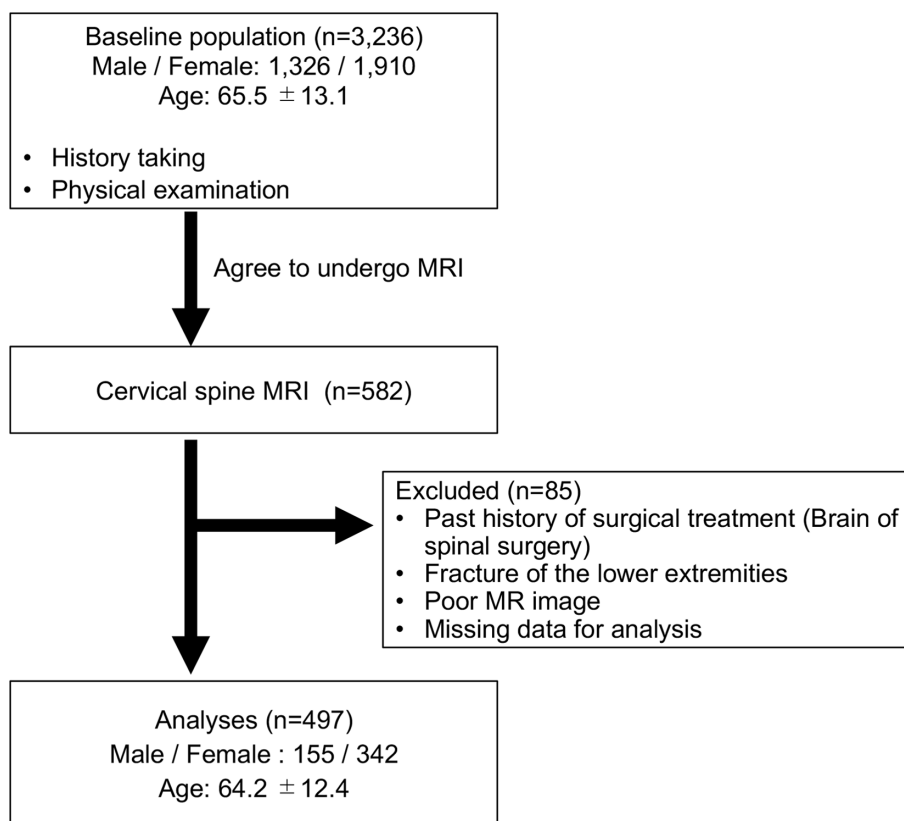 Baseline population (n=3,236)
Male / Female: 1,326 / 1,910
Age: 65.5 ±13.1
• History taking
• Physical examination
Agree to undergo MRI
Cervical spine MRI (n=582)
Excluded (n=85)
• Past history of surgical treatment (Brain of
spinal surgery)
• Fracture of the lower extremities
• Poor MR image
• Missing data for analysis
Analyses (n=497)
Male / Female : 155 / 342
Age: 64.2 ±12.4